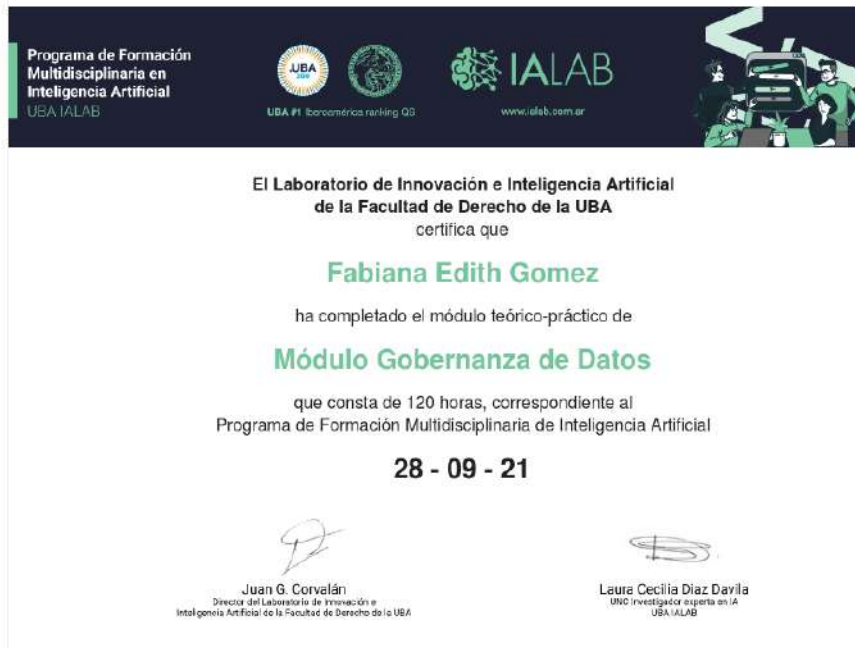 Programa de Formación
Multidisciplinaria en
Inteligencia Artificial
UBA IALAB
.UBA
UBA #1 Iberoamérica ranking QS
IALAB
www.ialab.com.ar
El Laboratorio de Innovación e Inteligencia Artificial
de la Facultad de Derecho de la UBA
certifica que
Fabiana Edith Gomez
ha completado el módulo teórico-práctico de
Módulo Gobernanza de Datos
que consta de 120 horas, correspondiente al
Programa de Formación Multidisciplinaria de Inteligencia Artificial
28 - 09 - 21
Juan G. Corvalán
Director del Laboratorio de Innovación e
Inteligencia Artificial de la Facultad de Derecho de la UBA
Laura Cecilia Diaz Davila
UNC Investigador experta en IA
UBA IALAB